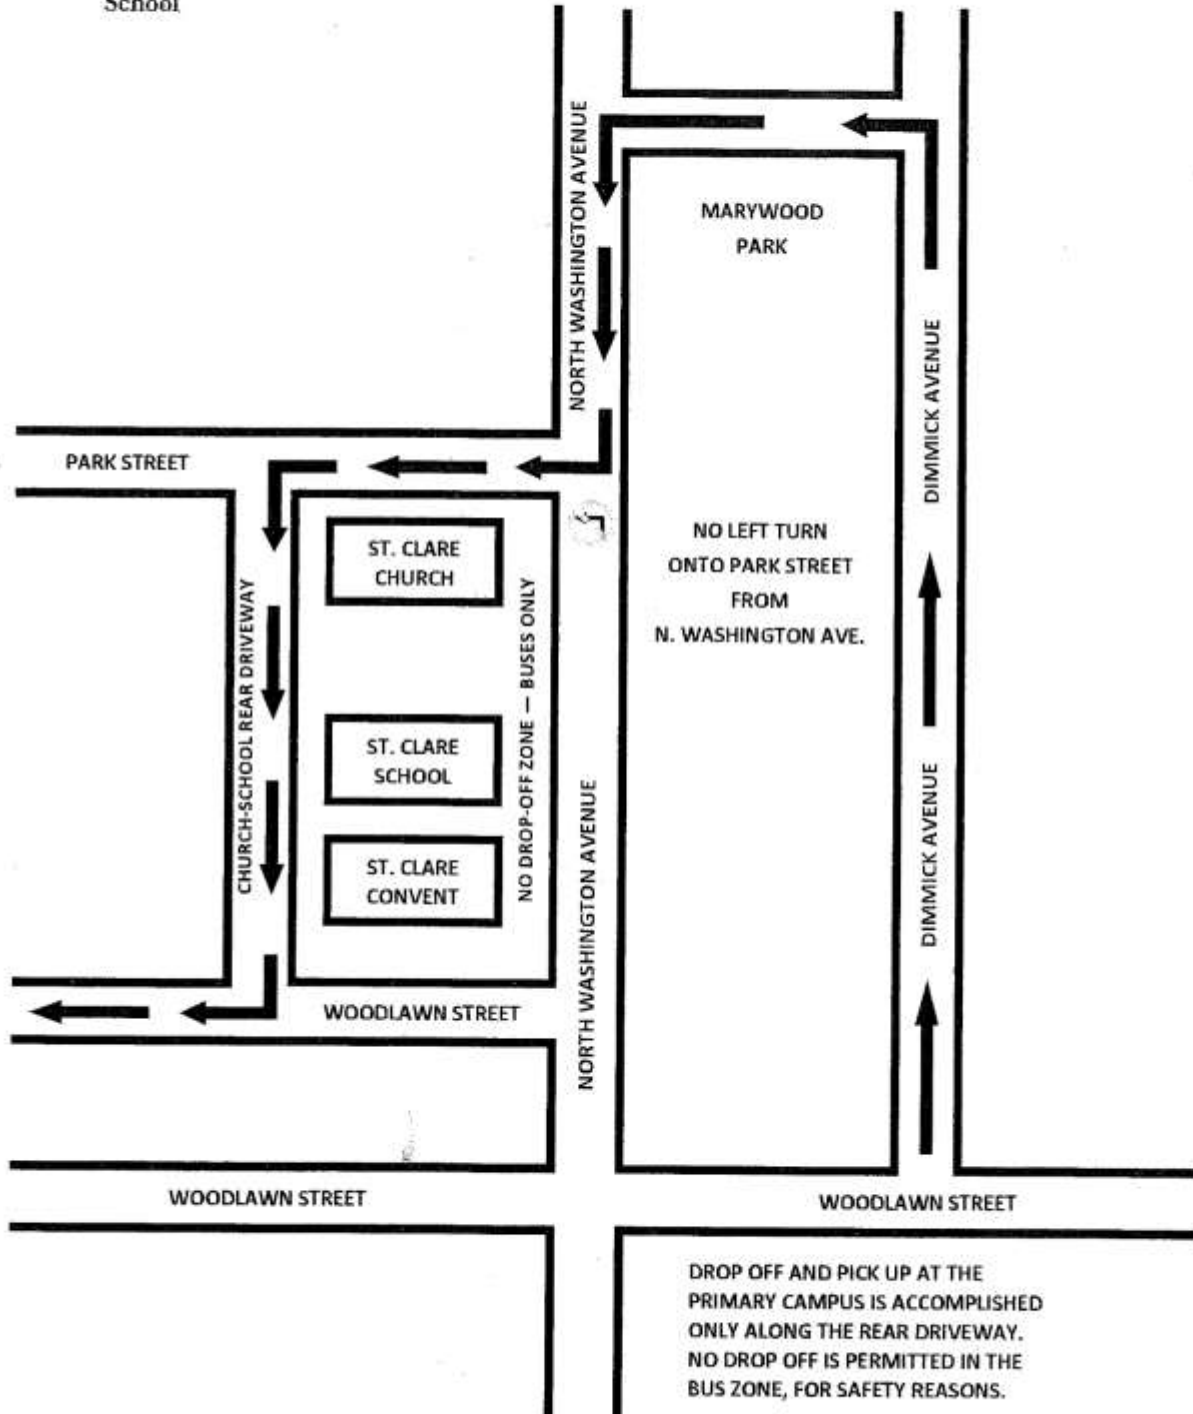 School
NORTH WASHINGTON AVENUE
MARYWOOD
PARK
DIMMICK AVENUE
PARK STREET
ST. CLARE
CHURCH
NO LEFT TURN
ONTO PARK STREET
FROM
N. WASHINGTON AVE.
CHURCH-SCHOOL REAR DRIVEWAY
NO DROP-OFF ZONE — BUSES ONLY
ST. CLARE
SCHOOL
ST. CLARE
CONVENT
NORTH WASHINGTON AVENUE
DIMMICK AVENUE
WOODLAWN STREET
WOODLAWN STREET
WOODLAWN STREET
DROP OFF AND PICK UP AT THE
PRIMARY CAMPUS IS ACCOMPLISHED
ONLY ALONG THE REAR DRIVEWAY.
NO DROP OFF IS PERMITTED IN THE
BUS ZONE, FOR SAFETY REASONS.